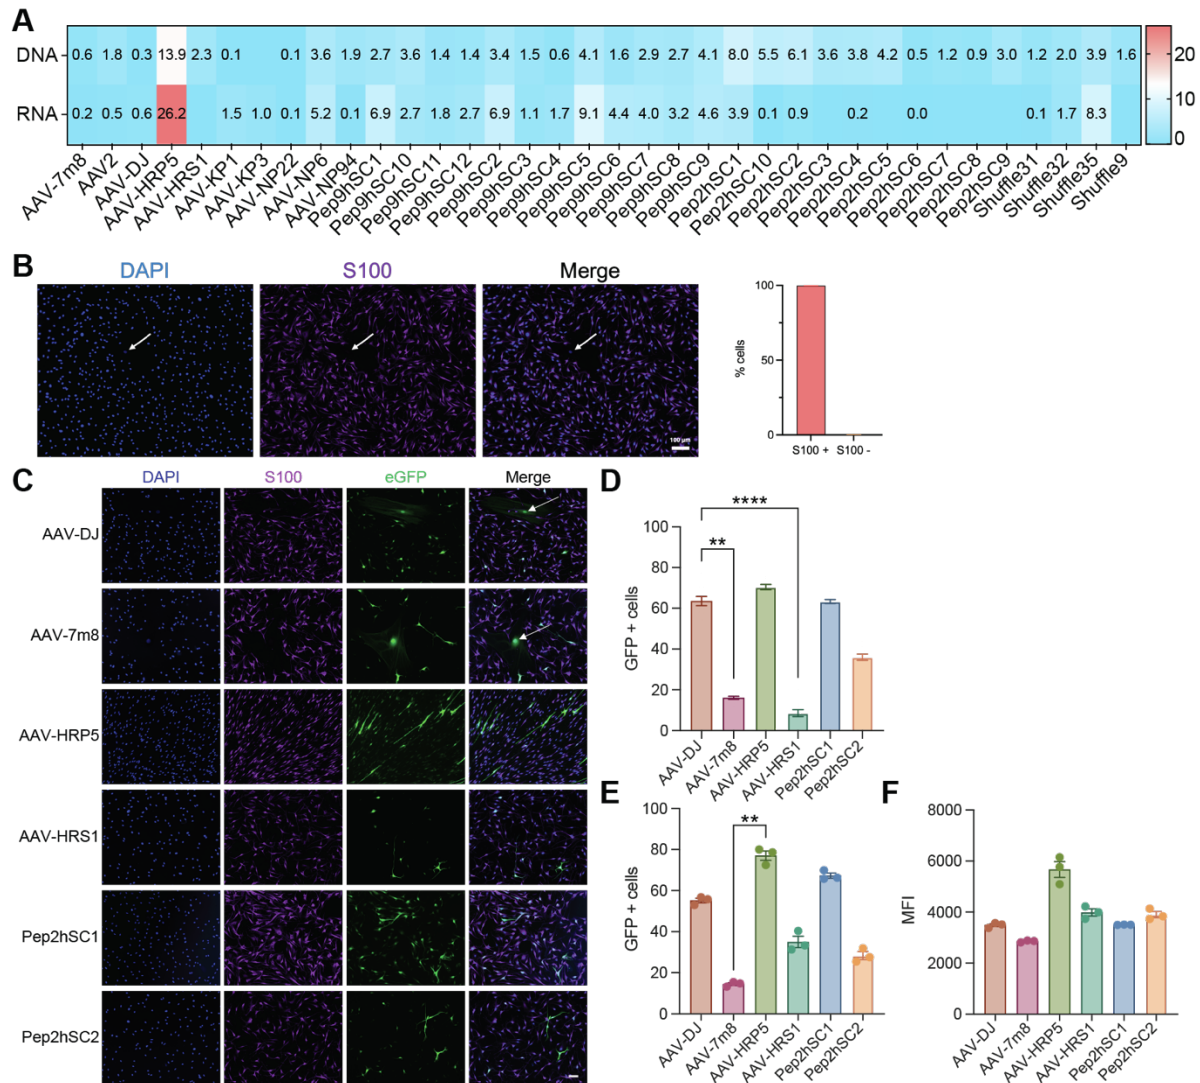 A
DNA 0.6 1.8 0.3 13.9 2.3 0.1 0.1 3.6 1.9 2.7 3.6 1.4 1.4 3.4 1.5 0.6 4.1 1.6 2.9 2.7 4.1 8.0 5.5 6.1 3.6 3.8 4.2 0.5 1.2 0.9 3.0 1.2 2.0 3.9 1.6
RNA 0.2 0.5 0.6 26.2 1.5 1.0 0.1 5.2 0.1 6.9 2.7 1.8 2.7 6.9 1.1 1.7 9.1 4.4 4.0 3.2 4.6 3.9 0.1 0.9 0.2 0.0 0.1 1.7 8.3
20
10
0
AAV-7m8
AAV2
AAV-DJ
AAV-HRP5
AAV-HRS1
AAV-KP1
AAV-KP3
AAV-NP22
AAV-NP6
AAV-NP94
Pep9hSC1
Pep9hSC10
Pep9hSC11
Pep9hSC12
Pep9hSC2
Pep9hSC3
Pep9hSC4
Pep9hSC5
Pep9hSC6
Pep9hSC7
Pep9hSC8
Pep9hSC9
Pep2hSC1
Pep2hSC10
Pep2hSC2
Pep2hSC3
Pep2hSC4
Pep2hSC5
Pep2hSC6
Pep2hSC7
Pep2hSC8
Pep2hSC9
Shuffle31
Shuffle32
Shuffle35
Shuffle9
B
DAPI S100 Merge
100 µm
% cells
100
50
0
S100 + S100 -
C
DAPI S100 eGFP Merge
AAV-DJ
AAV-7m8
AAV-HRP5
AAV-HRS1
Pep2hSC1
Pep2hSC2
D
GFP + cells
100
80
60
40
20
0
****
**
AAV-DJ
AAV-7m8
AAV-HRP5
AAV-HRS1
Pep2hSC1
Pep2hSC2
E
GFP + cells
100
80
60
40
20
0
**
AAV-DJ
AAV-7m8
AAV-HRP5
AAV-HRS1
Pep2hSC1
Pep2hSC2
F
MFI
8000
6000
4000
2000
0
AAV-DJ
AAV-7m8
AAV-HRP5
AAV-HRS1
Pep2hSC1
Pep2hSC2